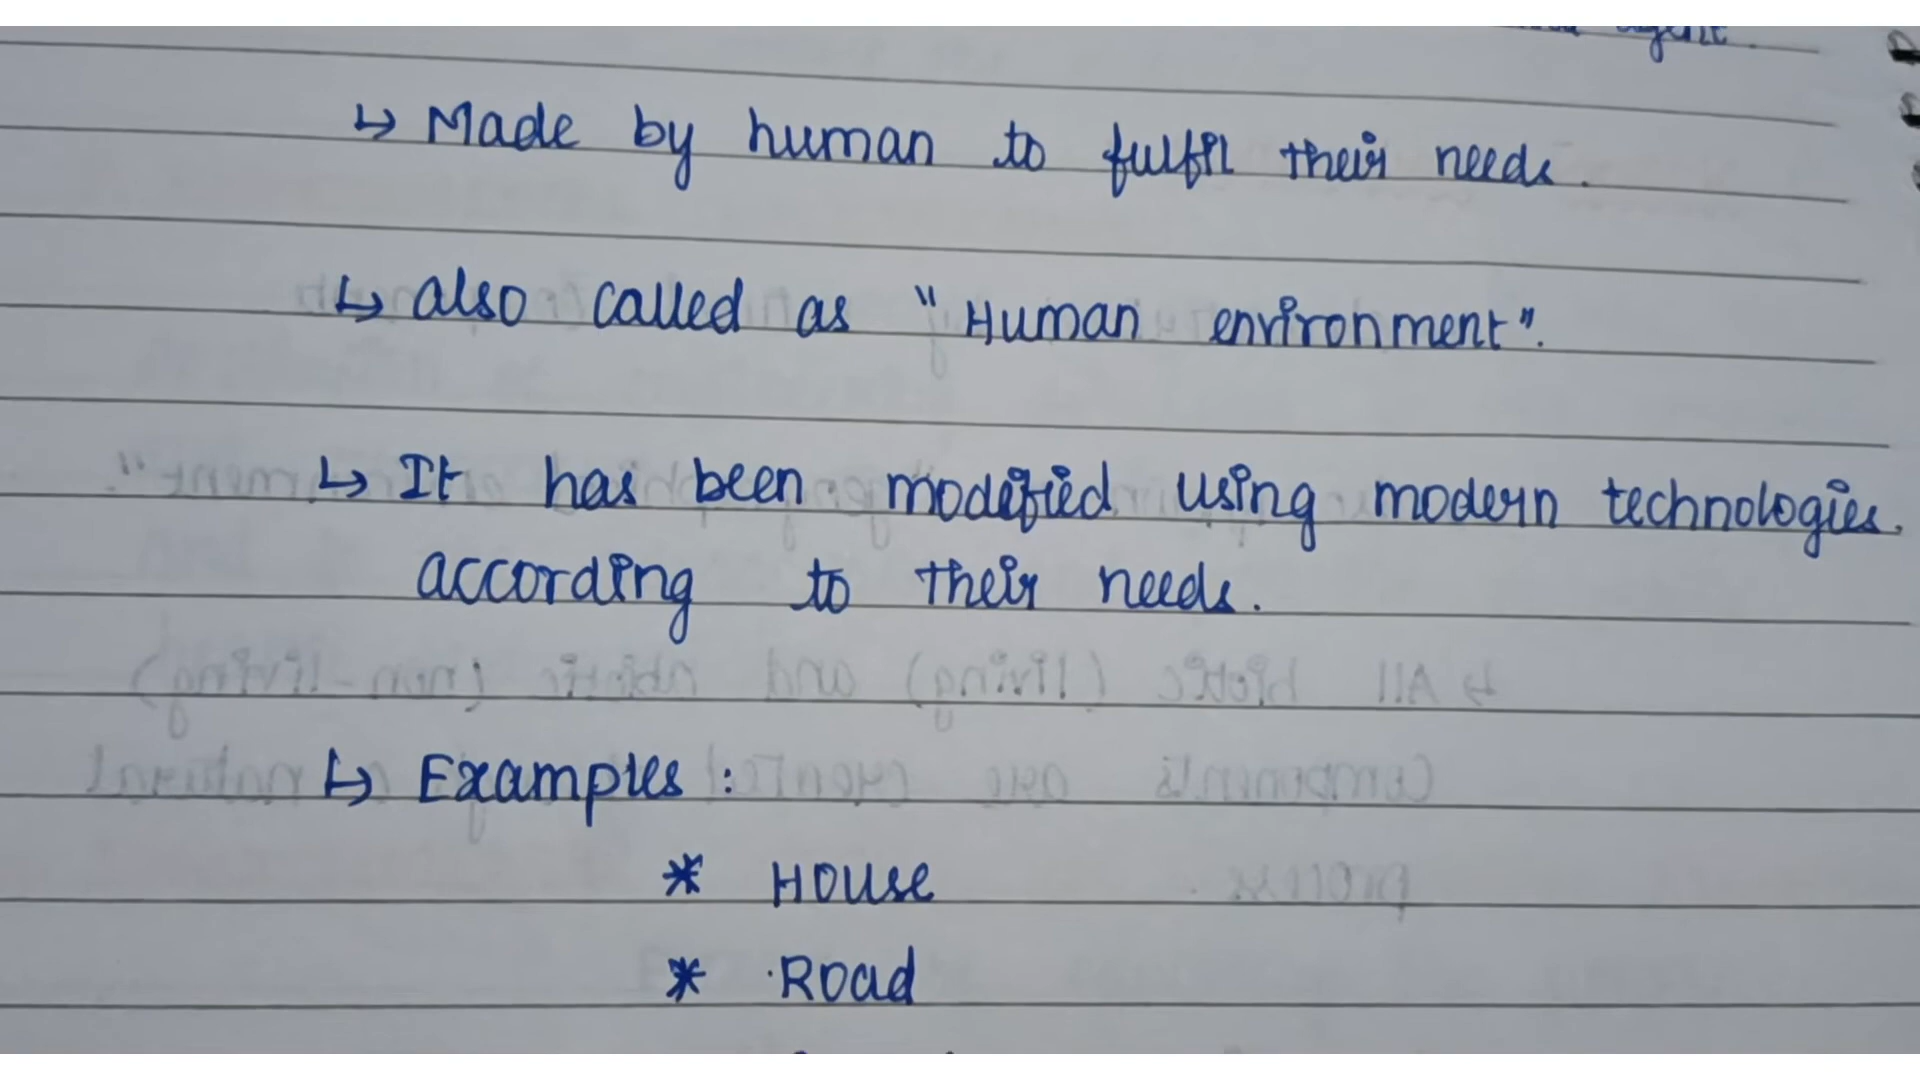 agent.
↳ Made by human to fulfil their needs.
↳ also called as "Human environment".
↳ It has been modified using modern technologies.
according to their needs.
↳ Examples :
* House
* Road